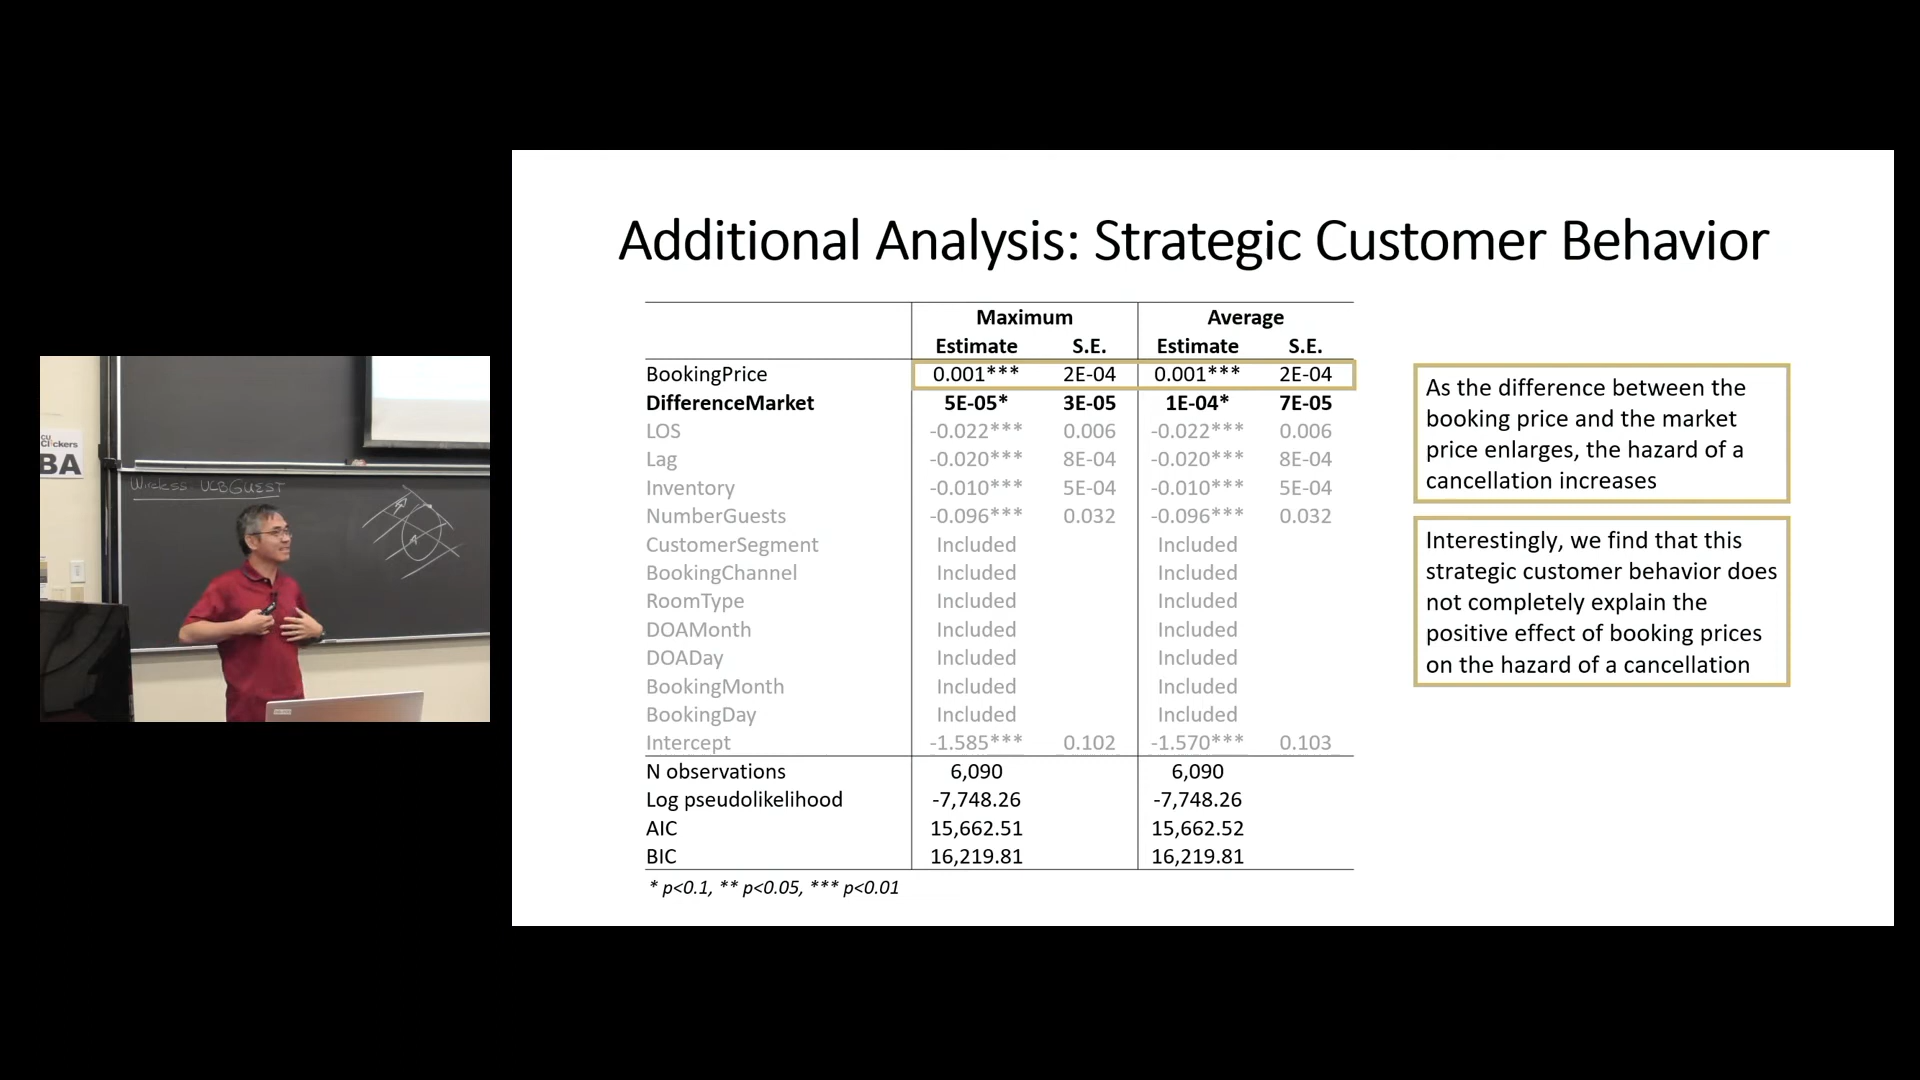 Additional Analysis: Strategic Customer Behavior
Maximum Average
Estimate S.E. Estimate S.E.
BookingPrice 0.001*** 2E-04 0.001*** 2E-04
DifferenceMarket 5E-05* 3E-05 1E-04* 7E-05
LOS -0.022*** 0.006 -0.022*** 0.006
Lag -0.020*** 8E-04 -0.020*** 8E-04
Inventory -0.010*** 5E-04 -0.010*** 5E-04
NumberGuests -0.096*** 0.032 -0.096*** 0.032
CustomerSegment Included Included
BookingChannel Included Included
RoomType Included Included
DOAMonth Included Included
DOADay Included Included
BookingMonth Included Included
BookingDay Included Included
Intercept -1.585*** 0.102 -1.570*** 0.103
N observations 6,090 6,090
Log pseudolikelihood -7,748.26 -7,748.26
AIC 15,662.51 15,662.52
BIC 16,219.81 16,219.81
* p<0.1, ** p<0.05, *** p<0.01
As the difference between the
booking price and the market
price enlarges, the hazard of a
cancellation increases
Interestingly, we find that this
strategic customer behavior does
not completely explain the
positive effect of booking prices
on the hazard of a cancellation
CU Clickers
BA
Wireless UCBGUEST
A